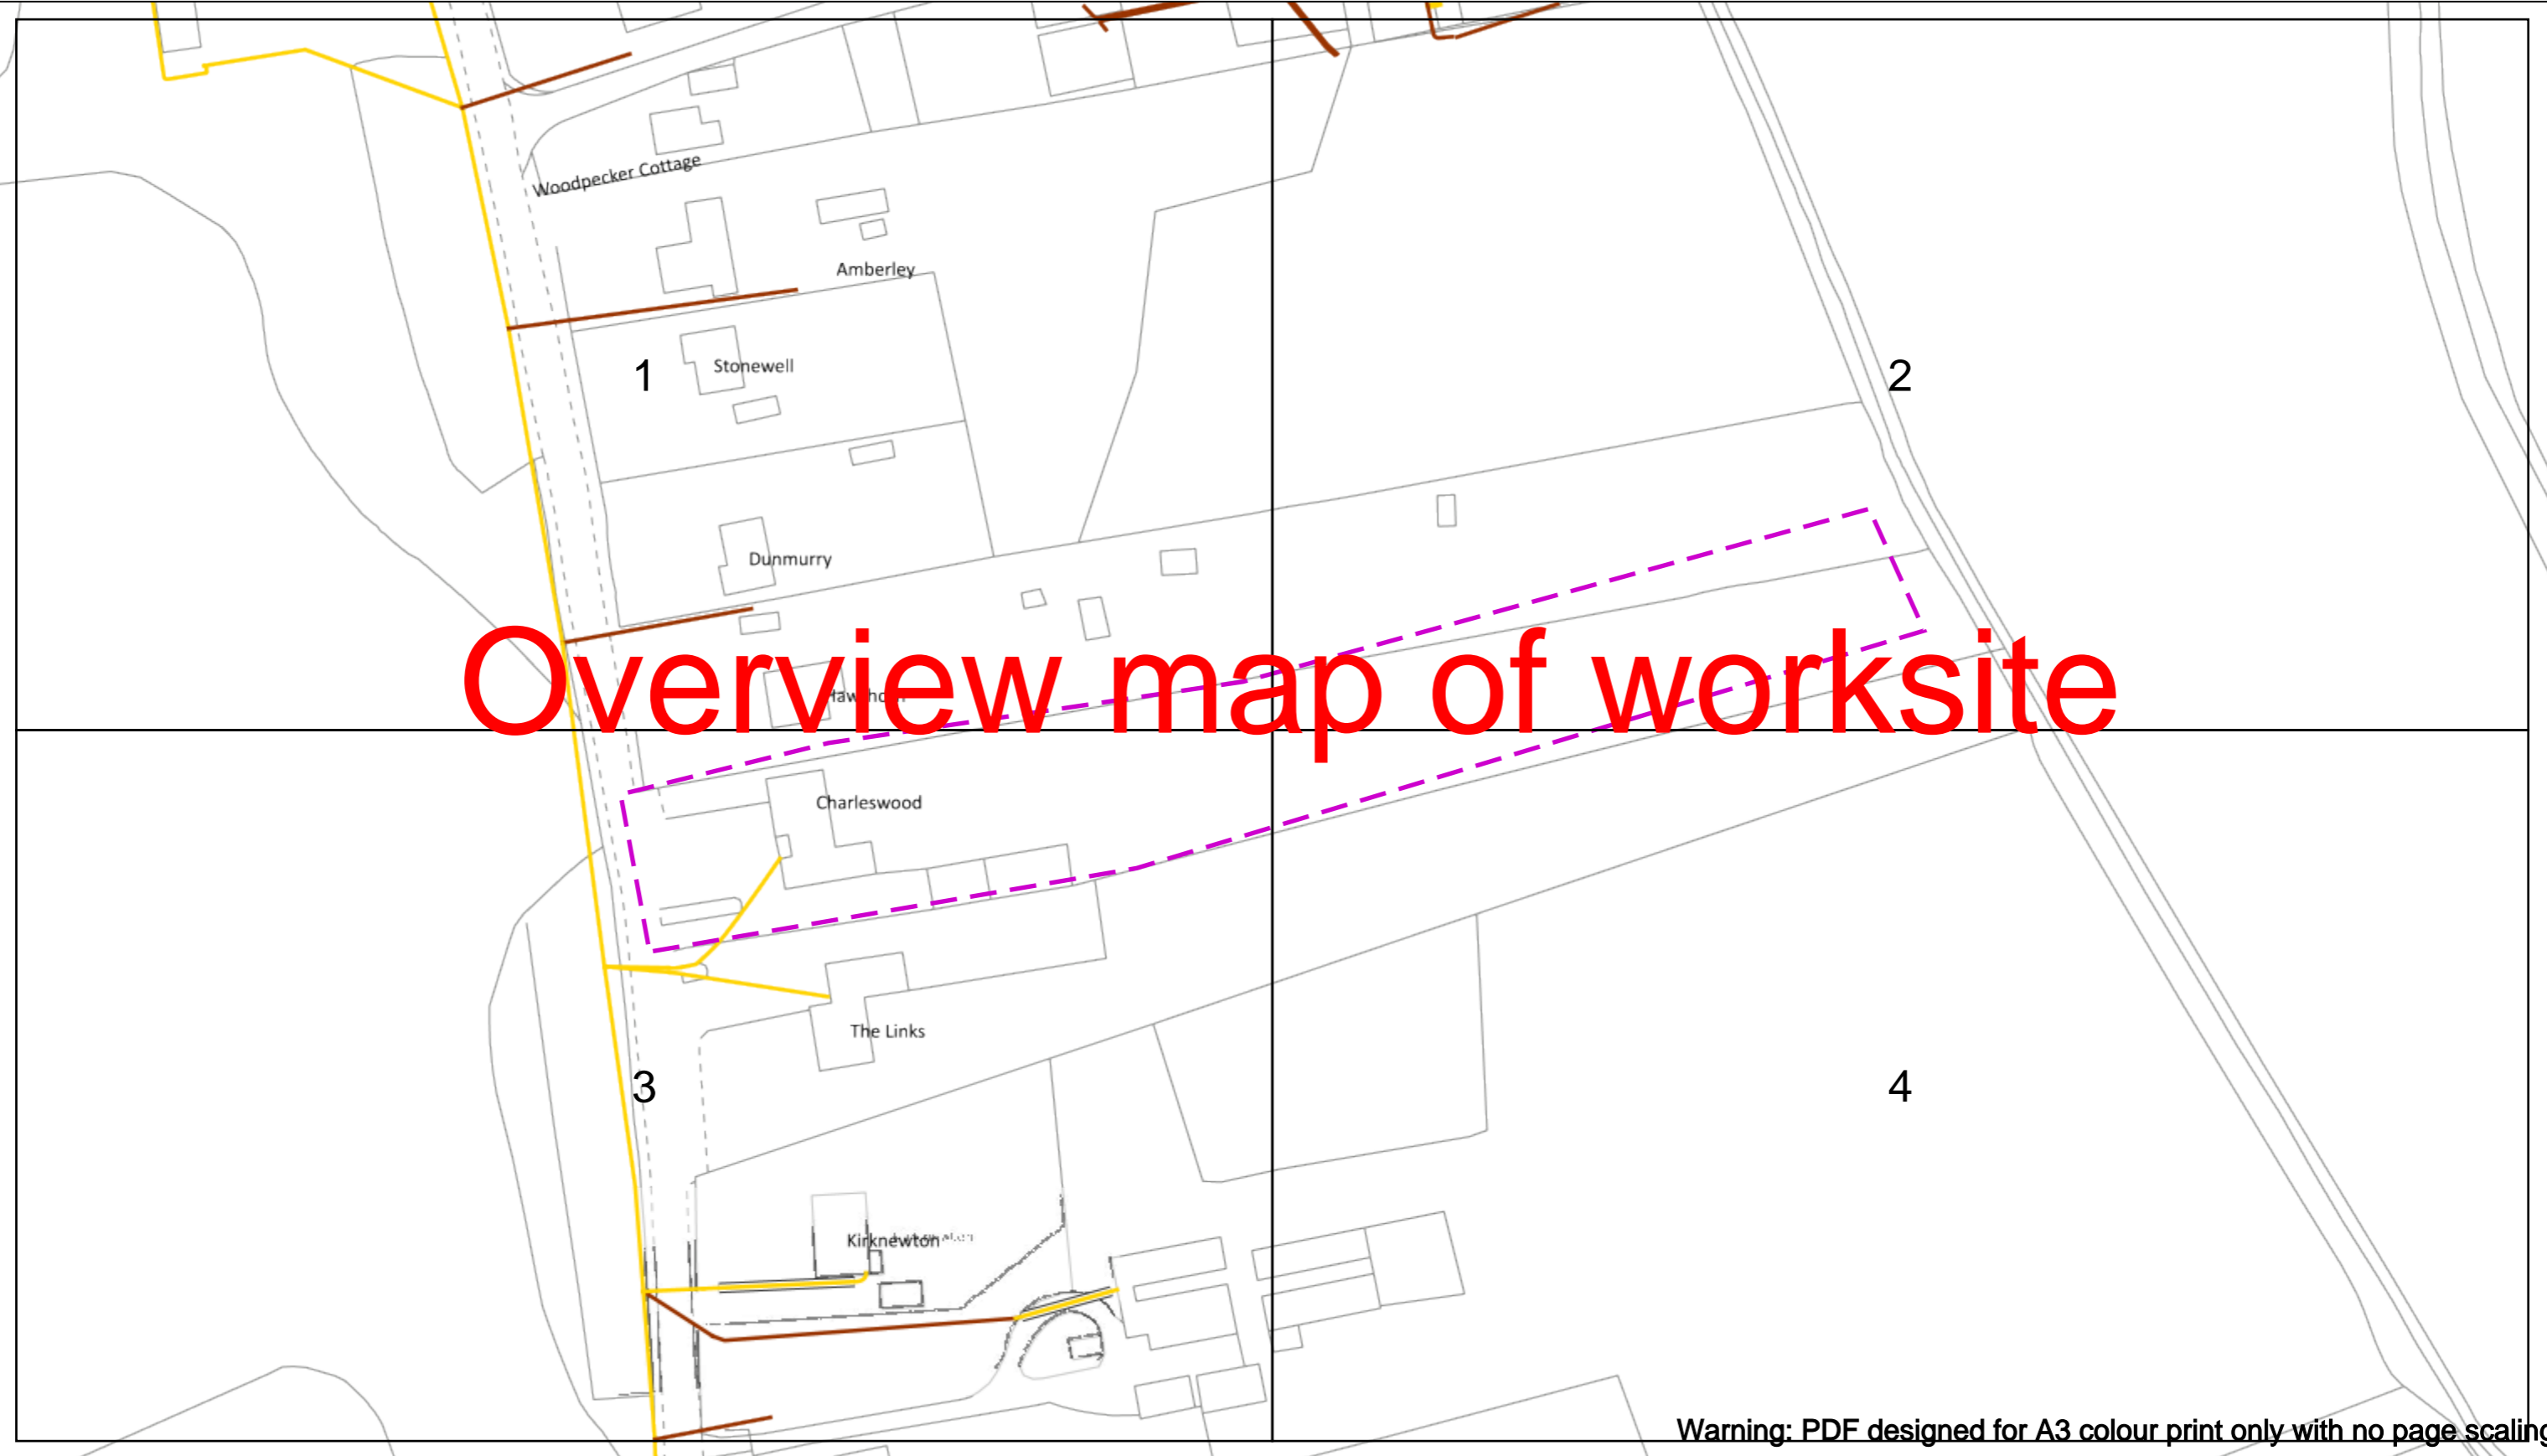 Woodpecker Cottage
Amberley
1
Stonewell
2
Dunmurry
Overview map of worksite
Charleswood
The Links
3
4
Kirknewton
Warning: PDF designed for A3 colour print only with no page scaling